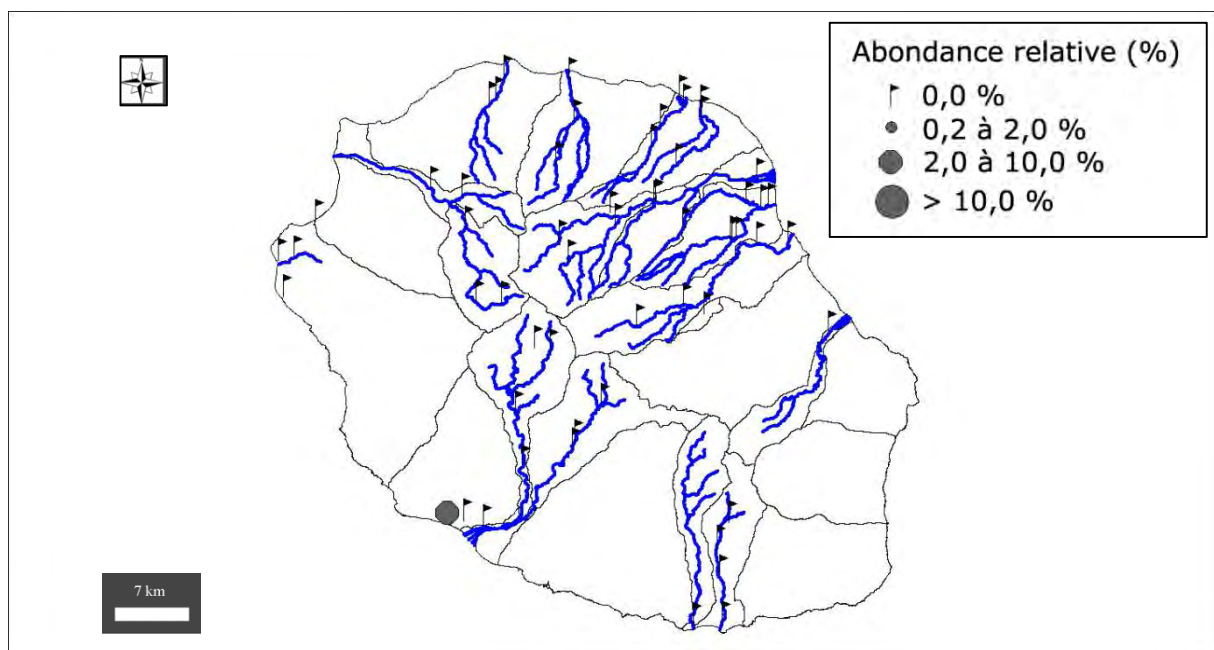 Abondance relative (%)
0,0 %
0,2 à 2,0 %
2,0 à 10,0 %
> 10,0 %
7 km